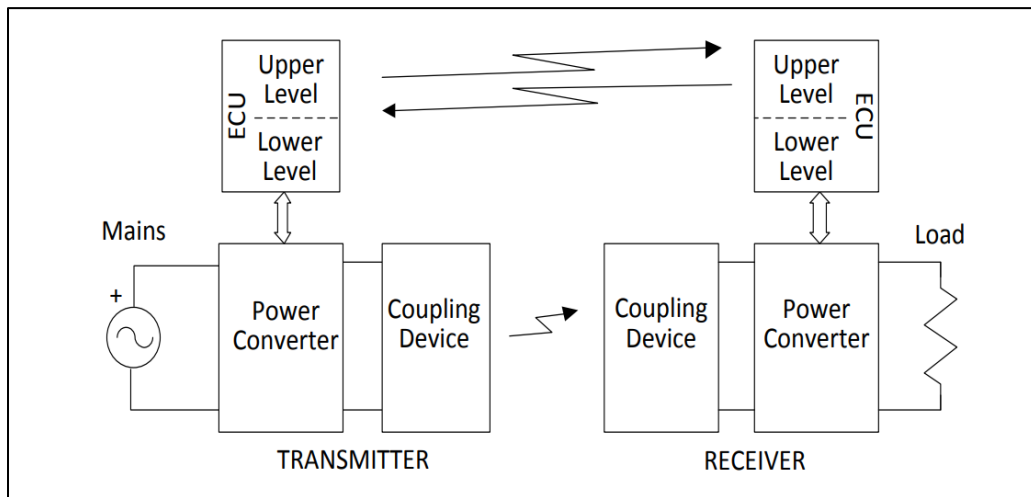 Upper
Level
ECU
Lower
Level
Upper
Level
ECU
Lower
Level
Mains
+
Power
Converter
Coupling
Device
Coupling
Device
Power
Converter
Load
TRANSMITTER
RECEIVER